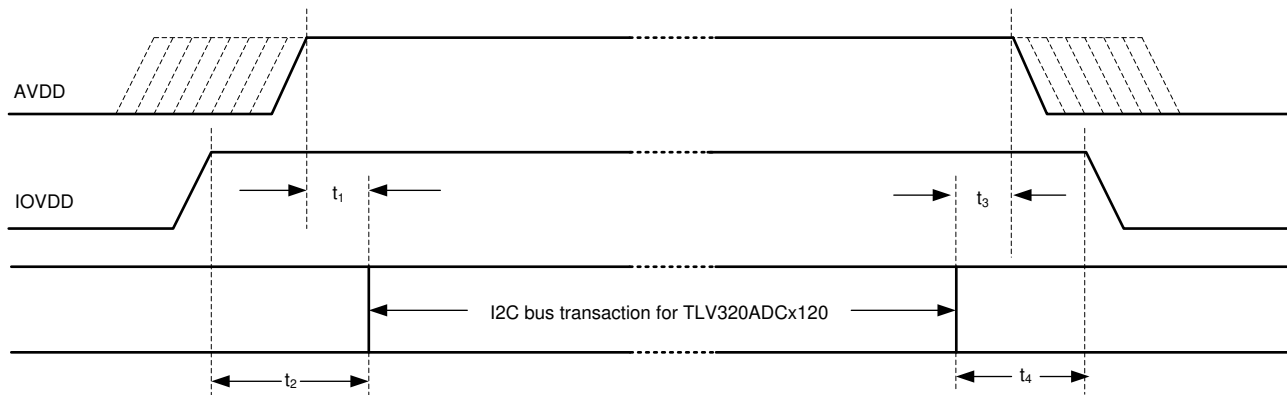 AVDD
IOVDD
t1
t3
I2C bus transaction for TLV320ADCx120
t2
t4